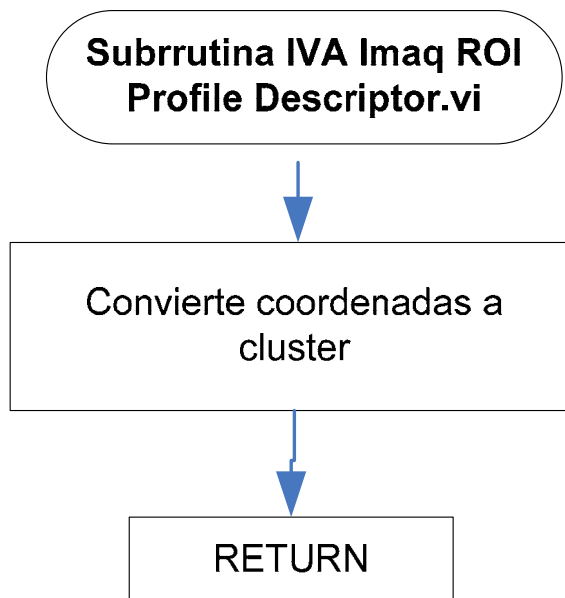 Subrrutina IVA Imaq ROI
Profile Descriptor.vi
Convierte coordenadas a
cluster
RETURN